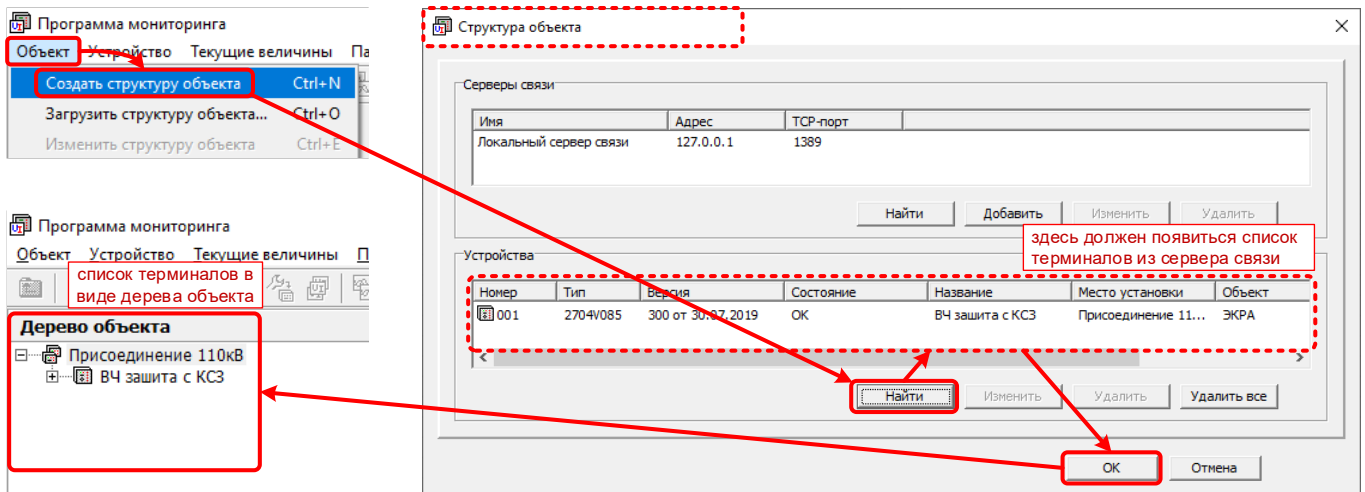 Программа мониторинга
Объект Устройство Текущие величины Па
Создать структуру объекта Ctrl+N
Загрузить структуру объекта... Ctrl+O
Изменить структуру объекта Ctrl+E
Программа мониторинга
Объект Устройство Текущие величины П
список терминалов в
виде дерева объекта
Дерево объекта
Присоединение 110кВ
ВЧ зашита с КСЗ
Структура объекта
Серверы связи
Имя Адрес TCP-порт
Локальный сервер связи 127.0.0.1 1389
Найти Добавить Изменить Удалить
здесь должен появиться список
терминалов из сервера связи
Устройства
Номер Тип Версия Состояние Название Место установки Объект
001 2704V085 300 от 30.07.2019 ОК ВЧ зашита с КСЗ Присоединение 11... ЭКРА
Найти Изменить Удалить Удалить все
ОК Отмена